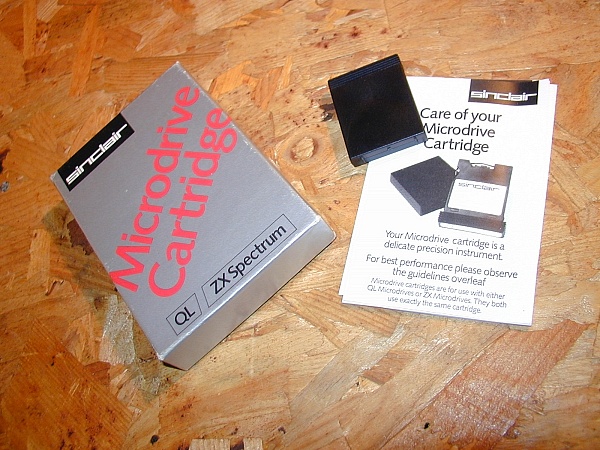 sinclair
Microdrive
Cartridge
QL
ZX Spectrum
sinclair
Care of your
Microdrive
Cartridge
sinclair
Your Microdrive cartridge is a
delicate precision instrument.
For best performance please observe
the guidelines overleaf
Microdrive cartridges are for use with either
QL Microdrives or ZX Microdrives. They both
use exactly the same cartridge.